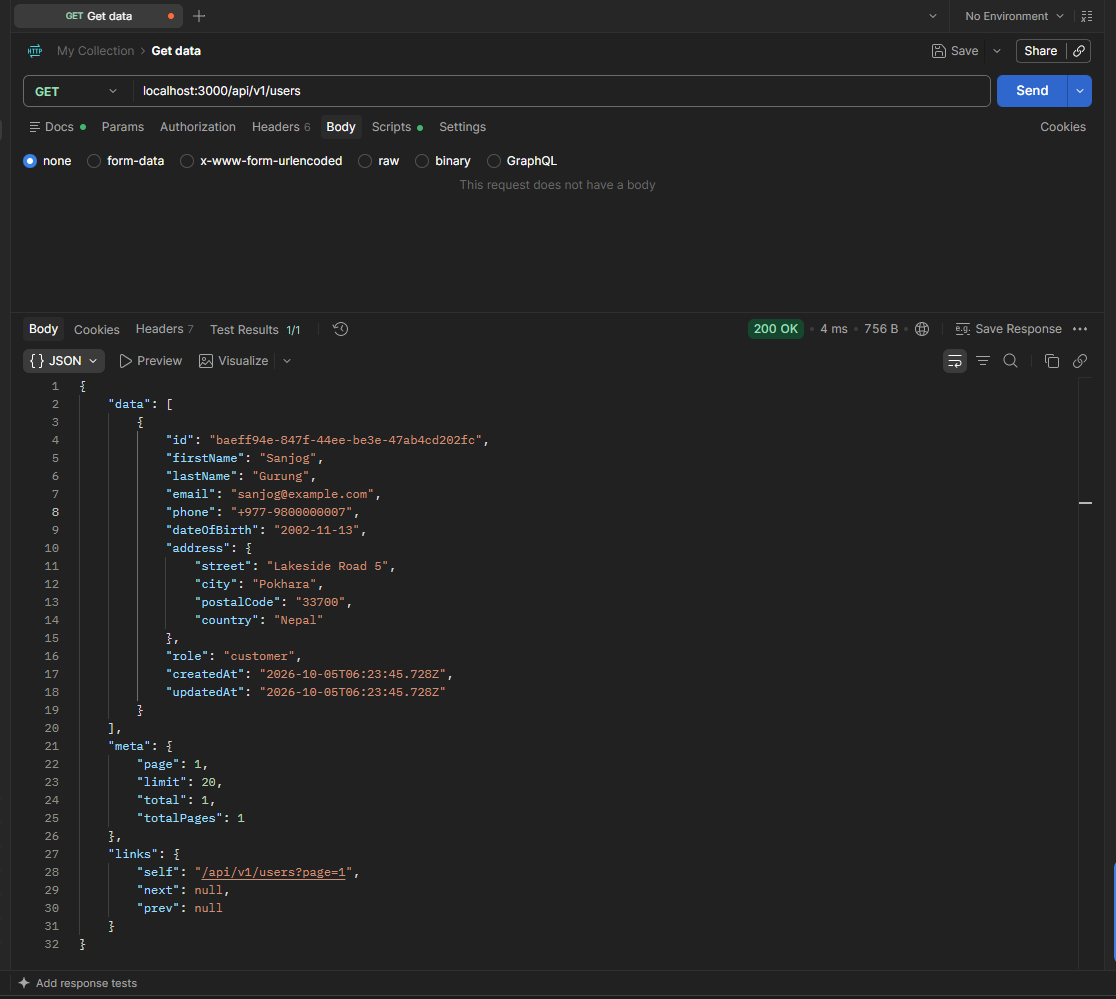 GET Get data
No Environment
My Collection > Get data
Save
Share
GET localhost:3000/api/v1/users
Send
Docs Params Authorization Headers 6 Body Scripts Settings
Cookies
none form-data x-www-form-urlencoded raw binary GraphQL
This request does not have a body
Body Cookies Headers 7 Test Results 1/1
200 OK 4 ms 756 B
e.g. Save Response
{} JSON Preview Visualize
1 {
2 "data": [
3 {
4 "id": "baeff94e-847f-44ee-be3e-47ab4cd202fc",
5 "firstName": "Sanjog",
6 "lastName": "Gurung",
7 "email": "sanjog@example.com",
8 "phone": "+977-9800000007",
9 "dateOfBirth": "2002-11-13",
10 "address": {
11 "street": "Lakeside Road 5",
12 "city": "Pokhara",
13 "postalCode": "33700",
14 "country": "Nepal"
15 },
16 "role": "customer",
17 "createdAt": "2026-10-05T06:23:45.728Z",
18 "updatedAt": "2026-10-05T06:23:45.728Z"
19 }
20 ],
21 "meta": {
22 "page": 1,
23 "limit": 20,
24 "total": 1,
25 "totalPages": 1
26 },
27 "links": {
28 "self": "/api/v1/users?page=1",
29 "next": null,
30 "prev": null
31 }
32 }
Add response tests